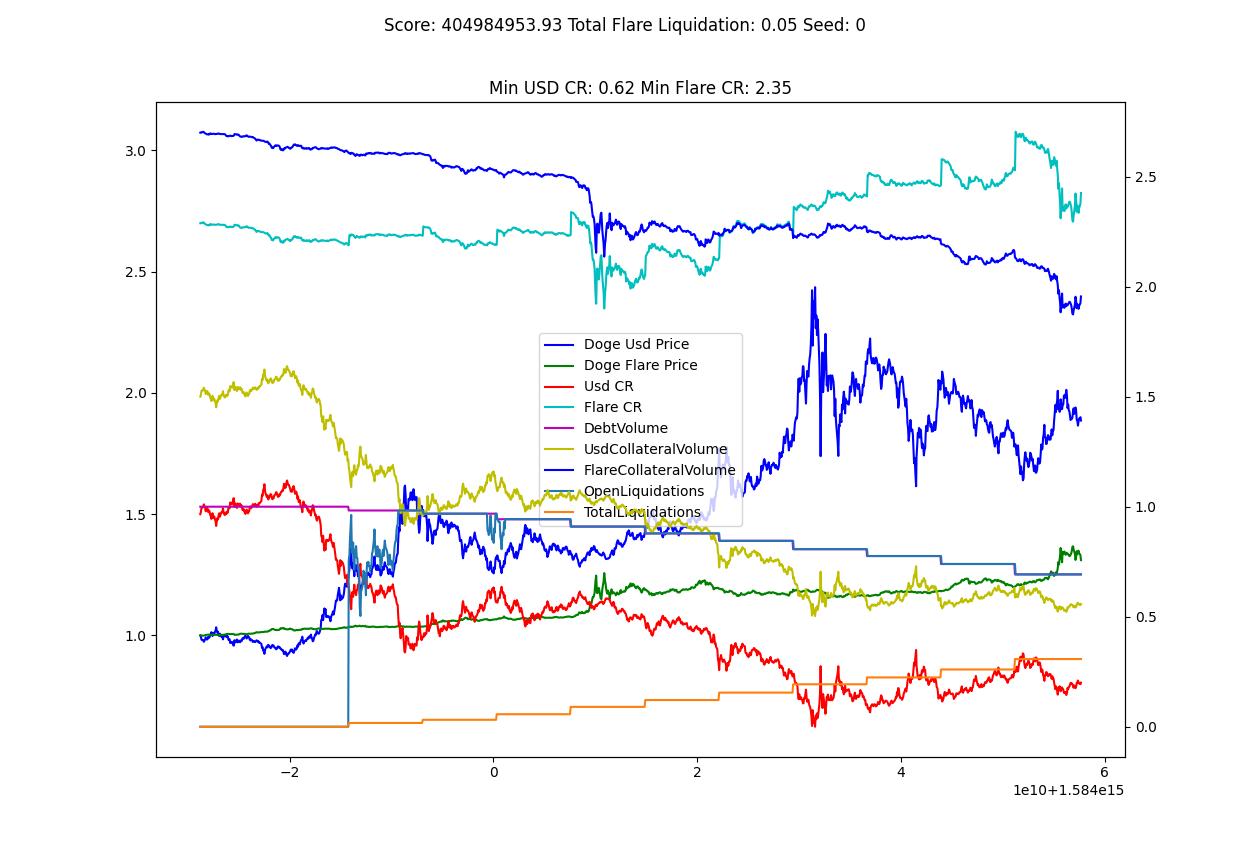 Score: 404984953.93 Total Flare Liquidation: 0.05 Seed: 0
Min USD CR: 0.62 Min Flare CR: 2.35
3.0
2.5
2.0
1.5
1.0
Doge Usd Price
Doge Flare Price
Usd CR
Flare CR
DebtVolume
UsdCollateralVolume
FlareCollateralVolume
OpenLiquidations
TotalLiquidations
2.5
2.0
1.5
1.0
0.5
0.0
−2 0 2 4 6
1e10+1.584e15